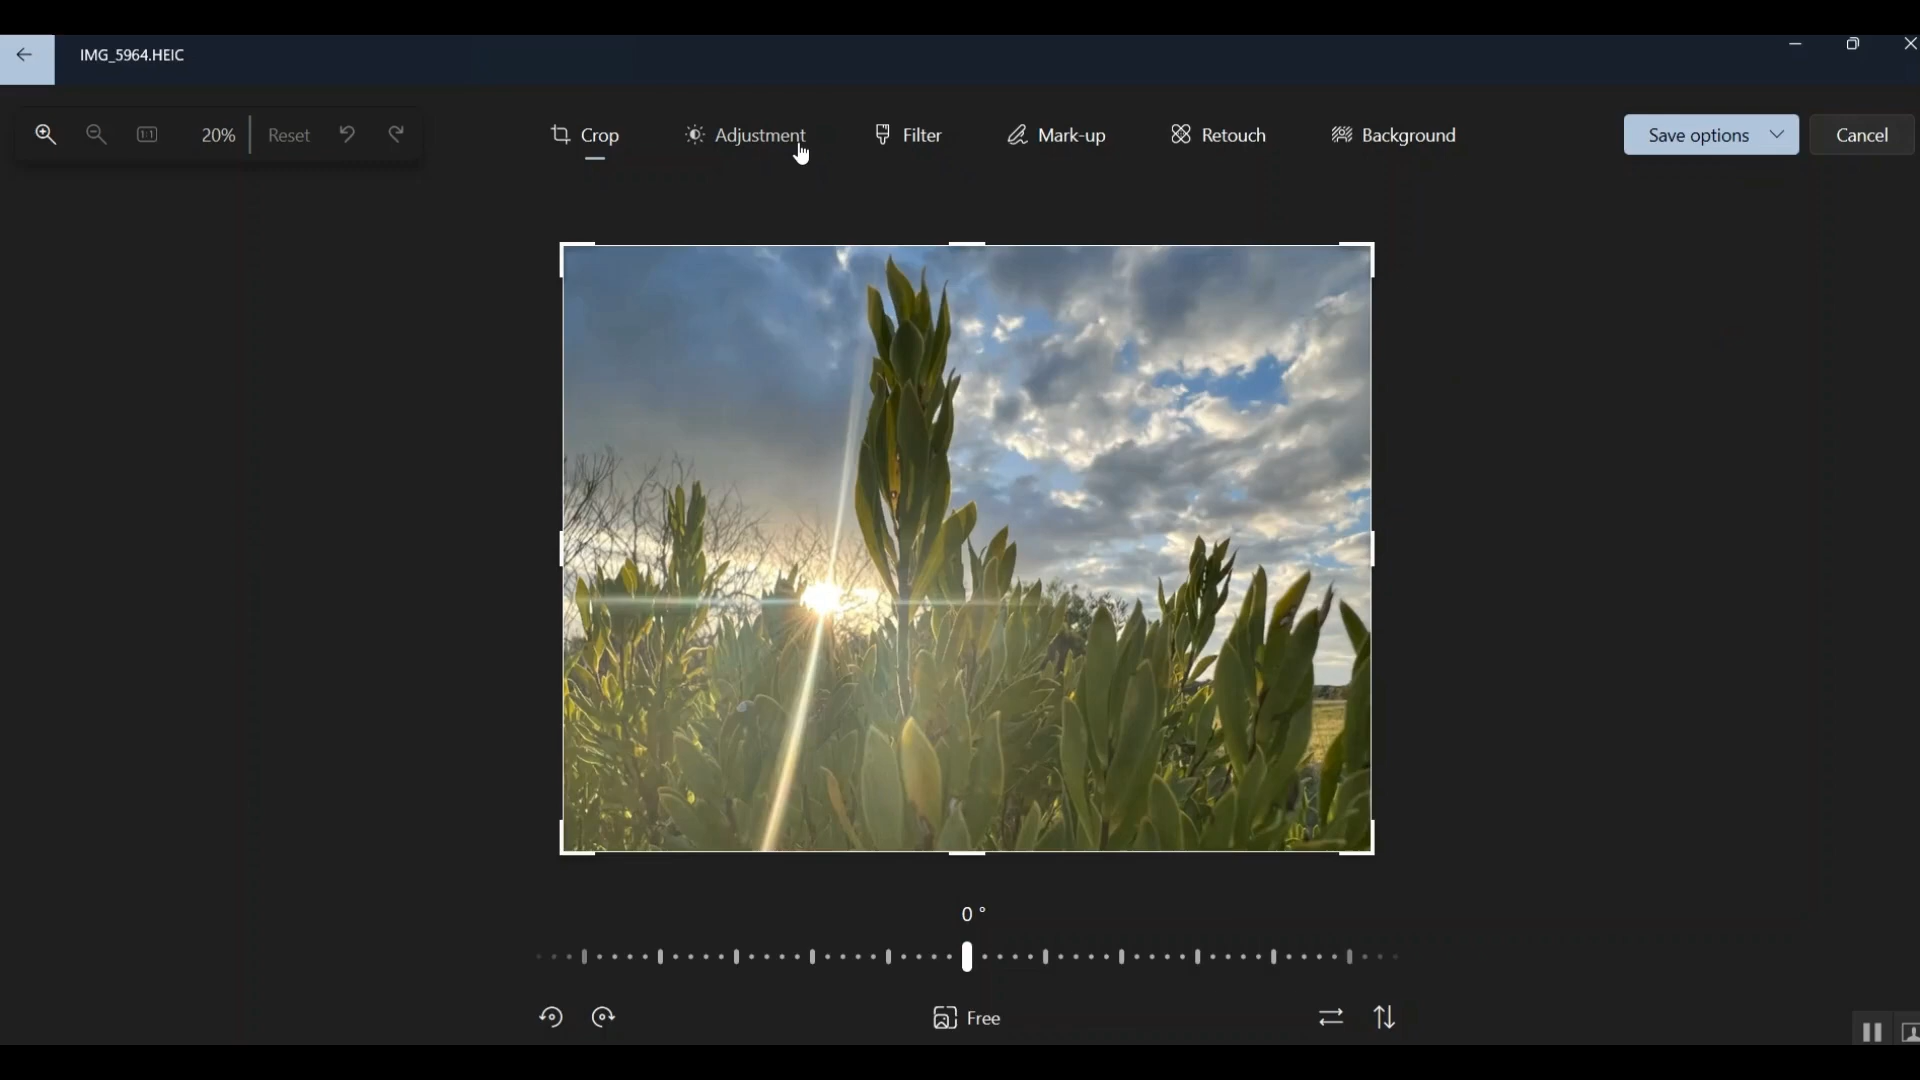 IMG_5964.HEIC
20% Reset Crop Adjustment Filter Mark-up Retouch Background Save options Cancel
0 °
Free